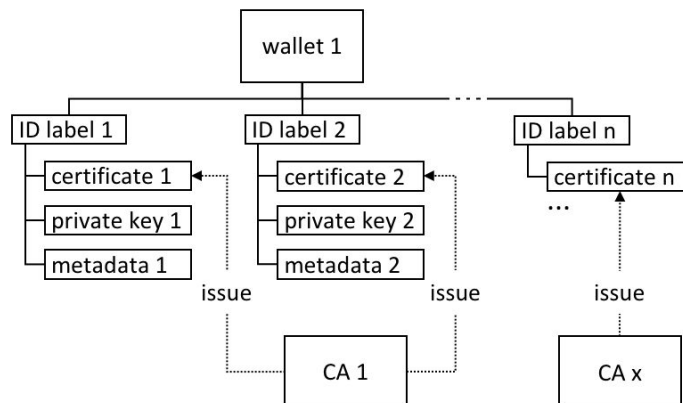 wallet 1
ID label 1
ID label 2
ID label n
certificate 1
certificate 2
certificate n
private key 1
private key 2
...
metadata 1
metadata 2
issue
issue
issue
CA 1
CA x